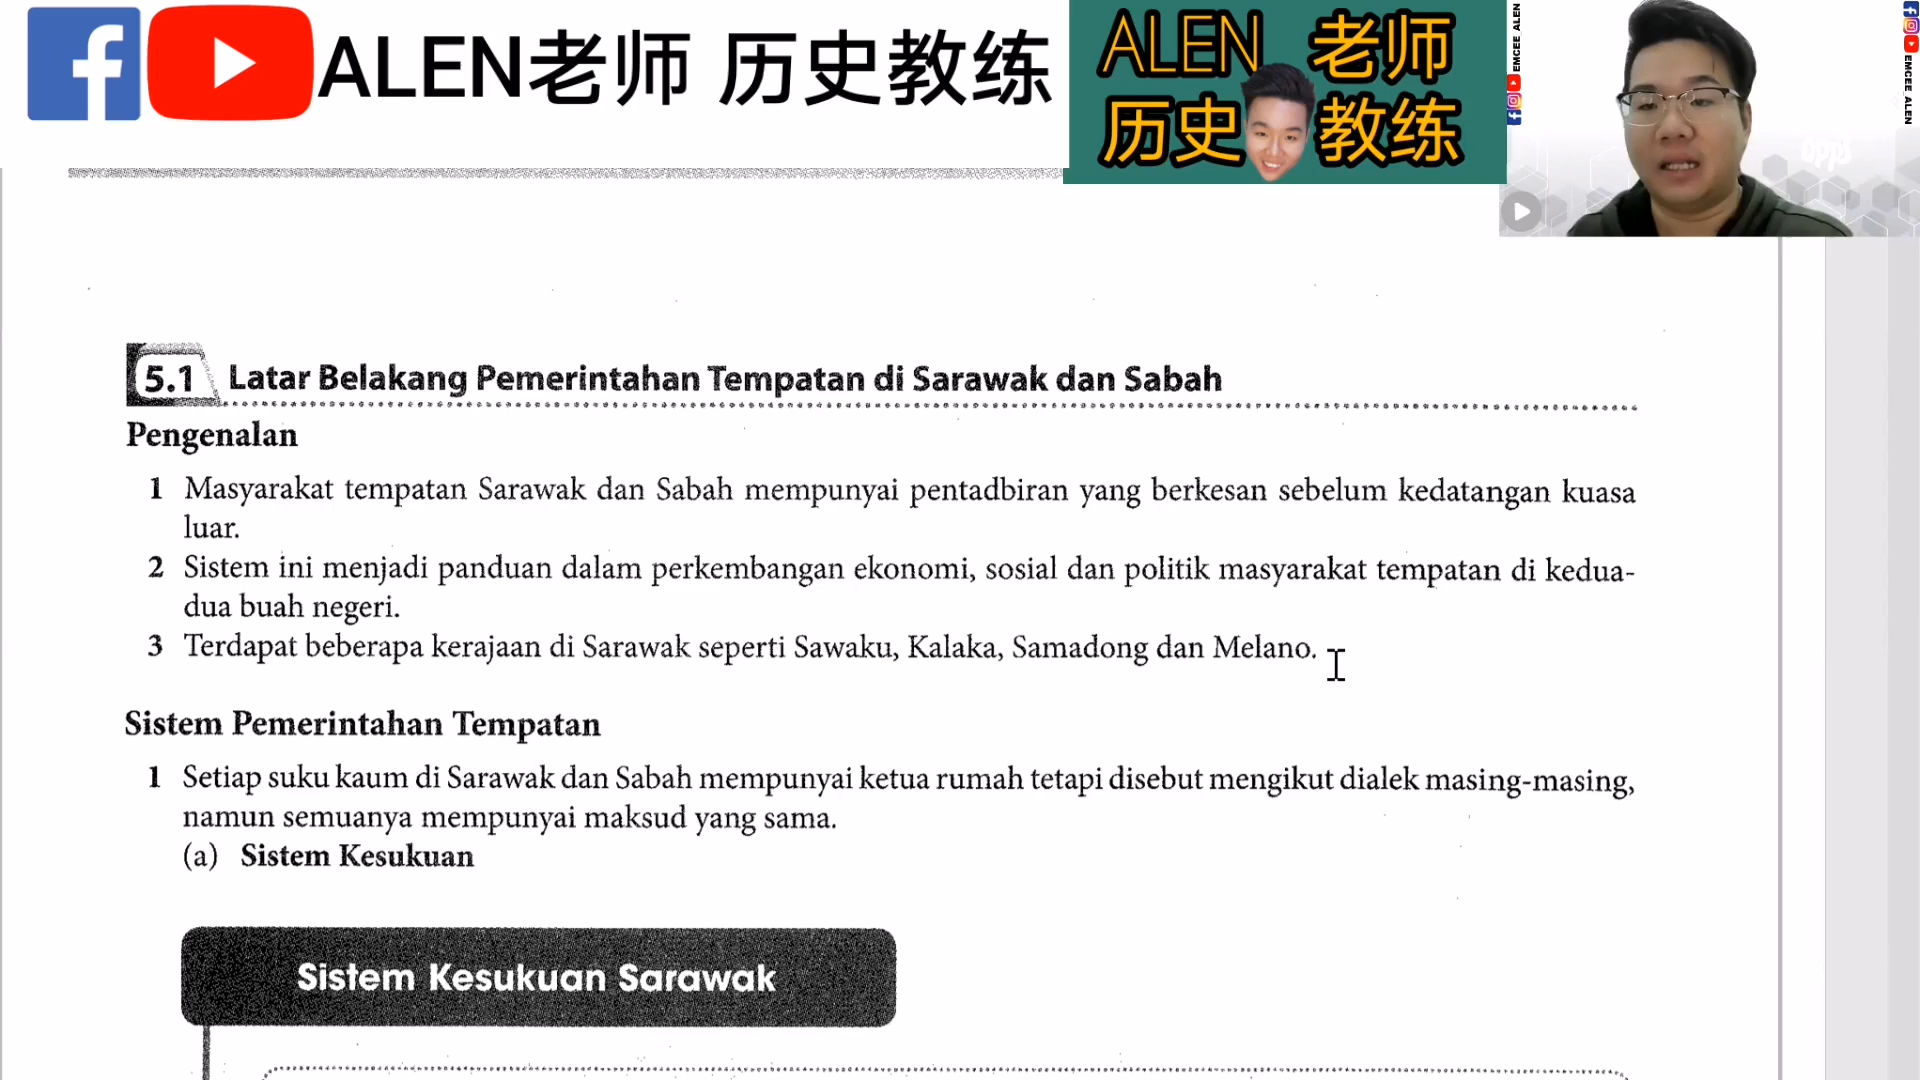 ALEN老师 历史教练
ALEN 老师
历史 教练
EMCEE_ALEN
EMCEE_ALEN
5.1 Latar Belakang Pemerintahan Tempatan di Sarawak dan Sabah
Pengenalan
1 Masyarakat tempatan Sarawak dan Sabah mempunyai pentadbiran yang berkesan sebelum kedatangan kuasa
luar.
2 Sistem ini menjadi panduan dalam perkembangan ekonomi, sosial dan politik masyarakat tempatan di kedua-
dua buah negeri.
3 Terdapat beberapa kerajaan di Sarawak seperti Sawaku, Kalaka, Samadong dan Melano.
Sistem Pemerintahan Tempatan
1 Setiap suku kaum di Sarawak dan Sabah mempunyai ketua rumah tetapi disebut mengikut dialek masing-masing,
namun semuanya mempunyai maksud yang sama.
(a) Sistem Kesukuan
Sistem Kesukuan Sarawak